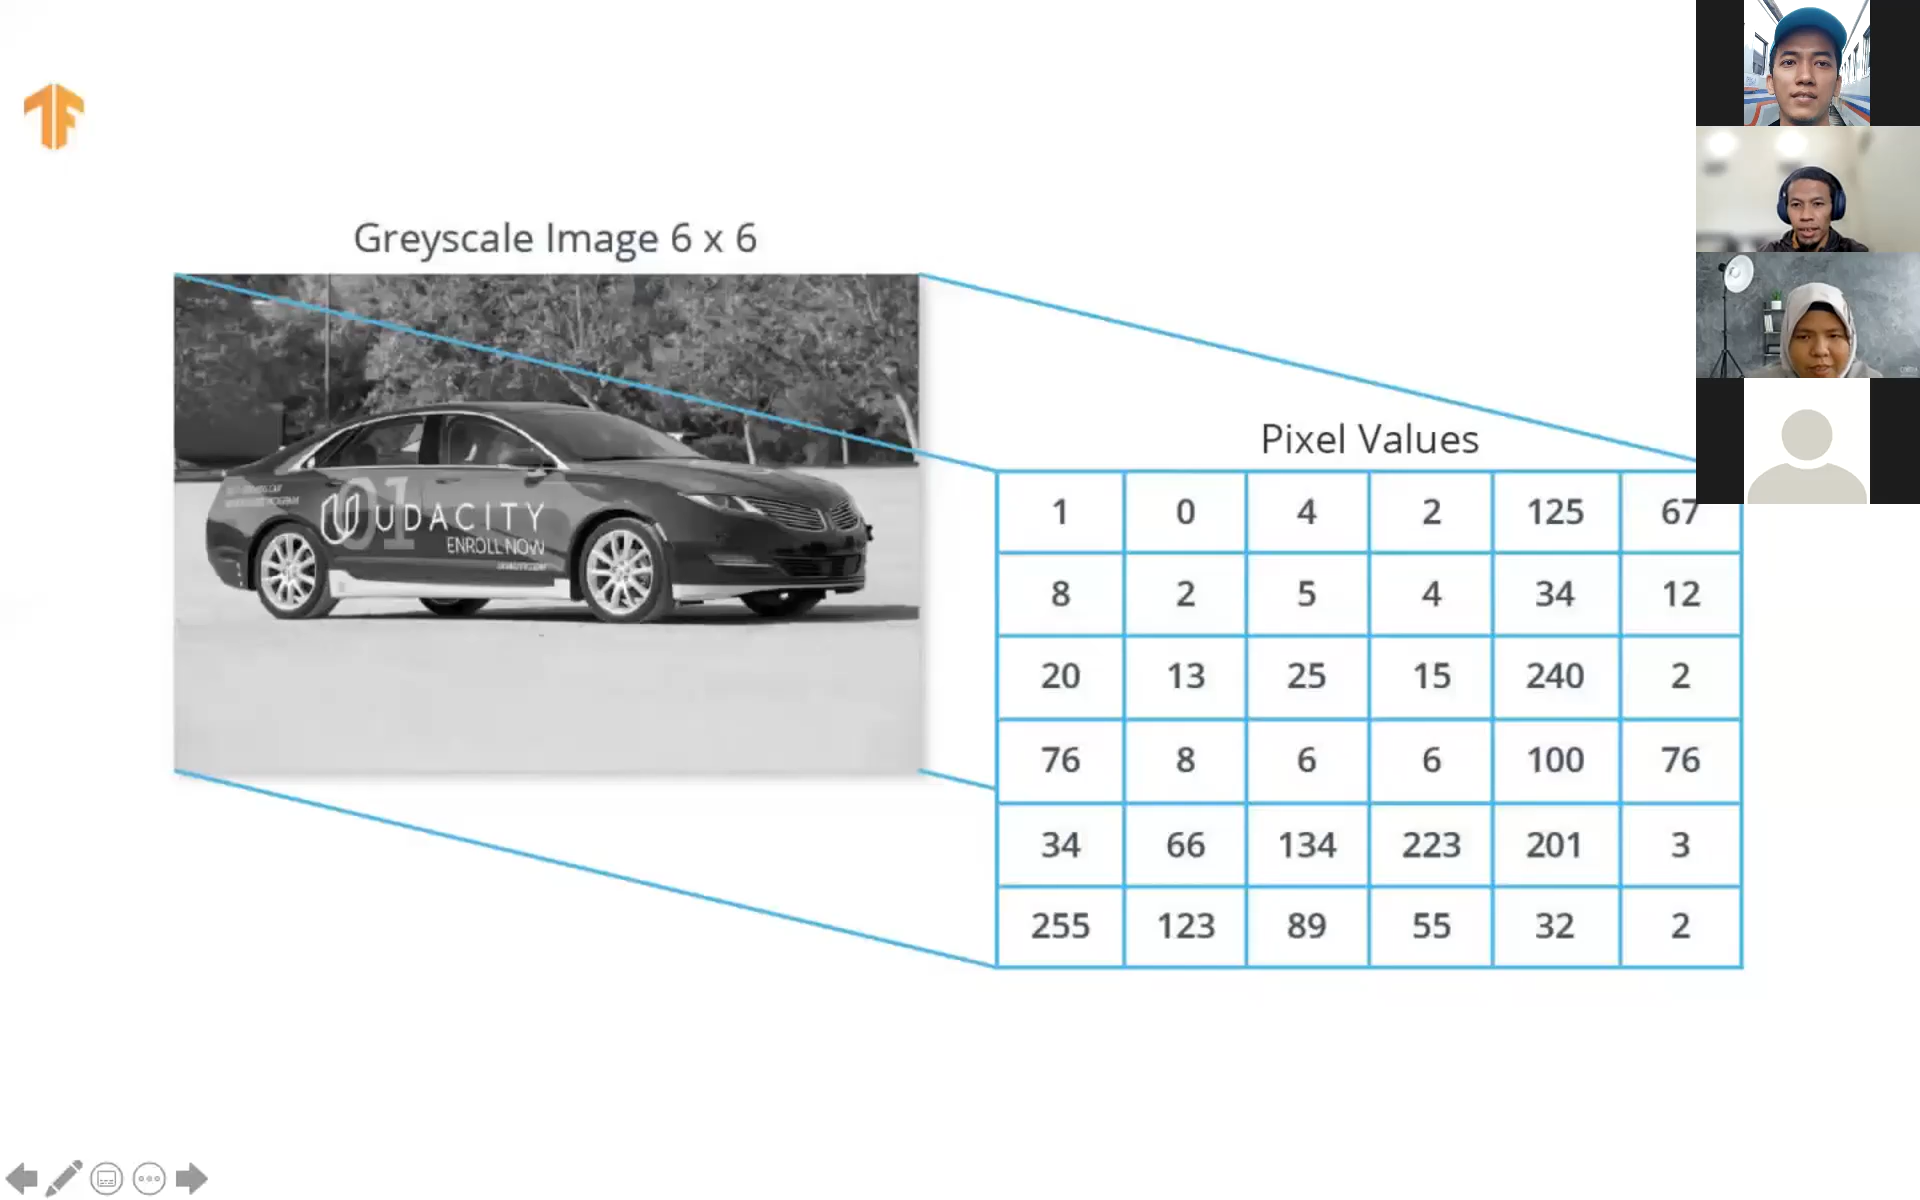 Greyscale Image 6 x 6
01
UDACITY
ENROLL NOW
Pixel Values
1 0 4 2 125 67
8 2 5 4 34 12
20 13 25 15 240 2
76 8 6 6 100 76
34 66 134 223 201 3
255 123 89 55 32 2